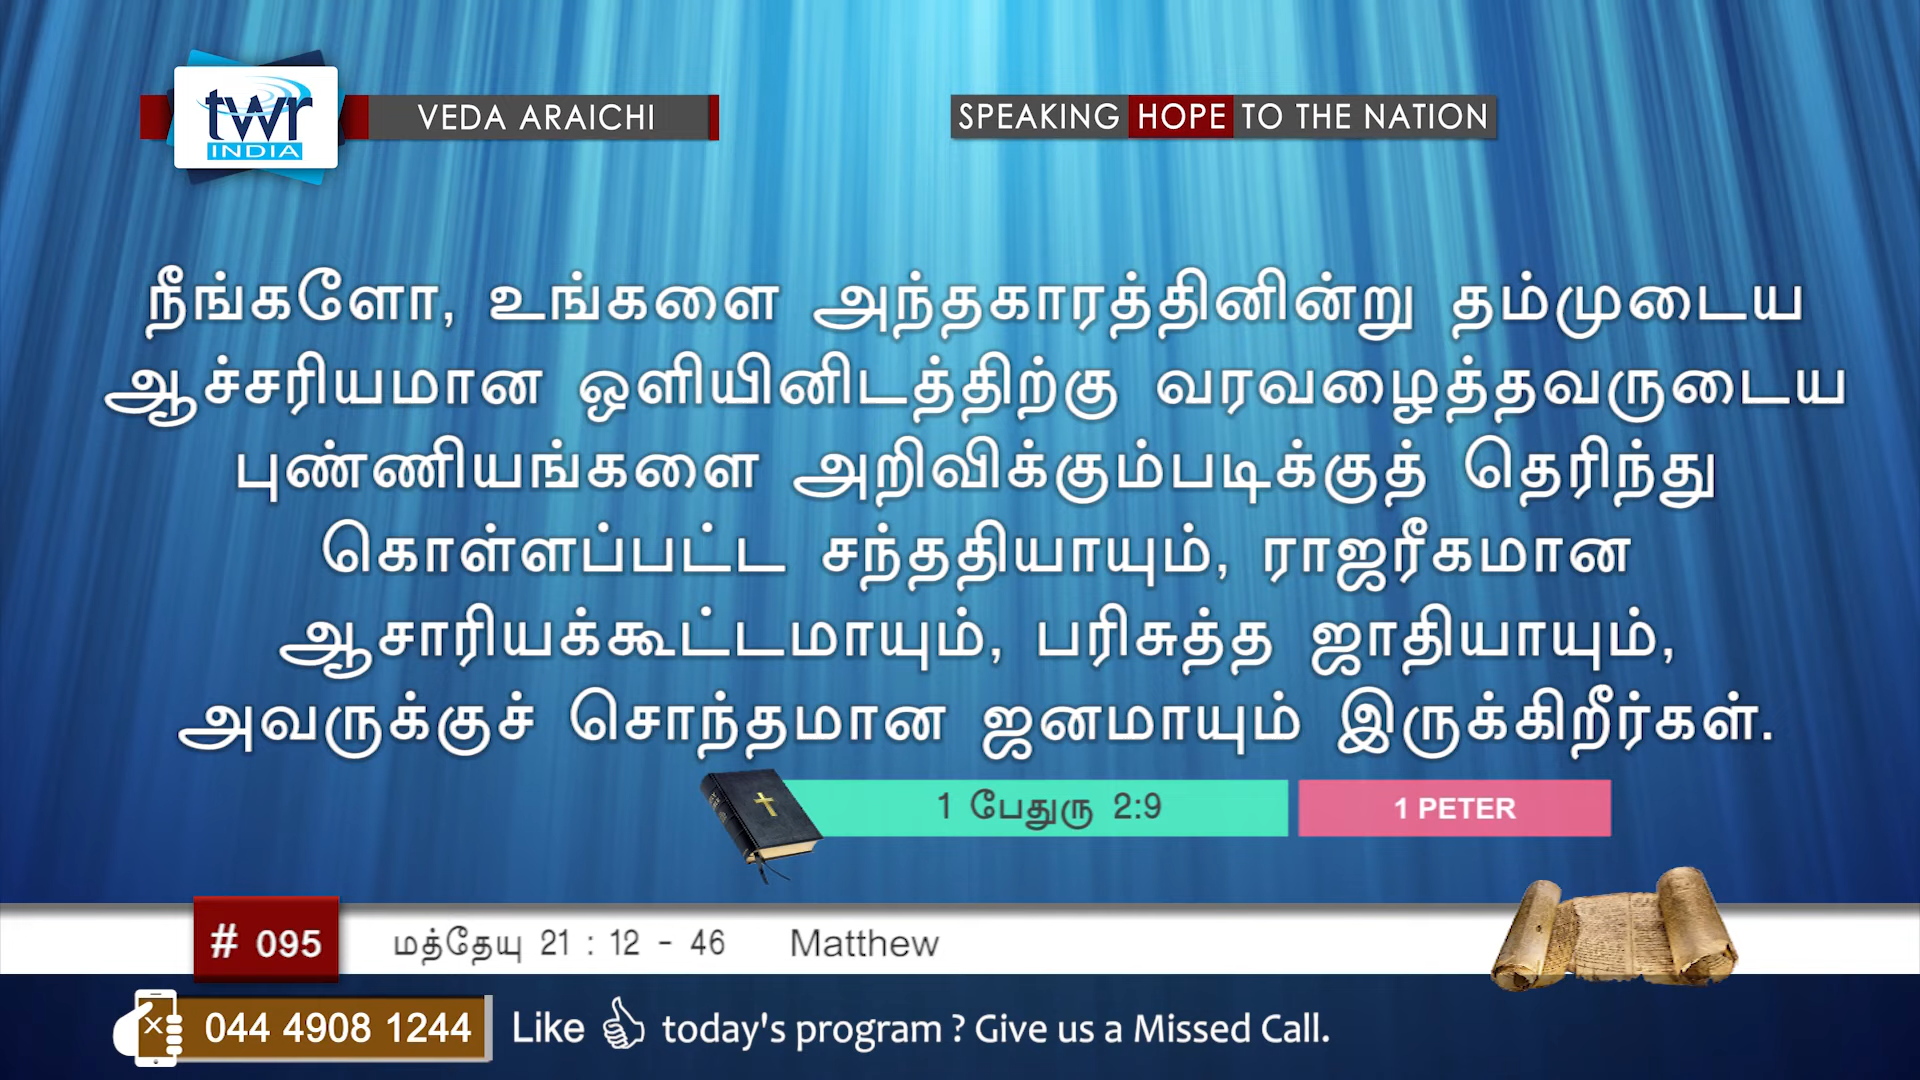 twr
INDIA
VEDA ARAICHI
SPEAKING HOPE TO THE NATION
நீங்களோ, உங்களை அந்தகாரத்தினின்று தம்முடைய
ஆச்சரியமான ஒளியினிடத்திற்கு வரவழைத்தவருடைய
புண்ணியங்களை அறிவிக்கும்படிக்குத் தெரிந்து
கொள்ளப்பட்ட சந்ததியாயும், ராஜரீகமான
ஆசாரியக்கூட்டமாயும், பரிசுத்த ஜாதியாயும்,
அவருக்குச் சொந்தமான ஜனமாயும் இருக்கிறீர்கள்.
1 பேதுரு 2:9
1 PETER
# 095
மத்தேயு 21 : 12 - 46 Matthew
044 4908 1244
Like today's program ? Give us a Missed Call.